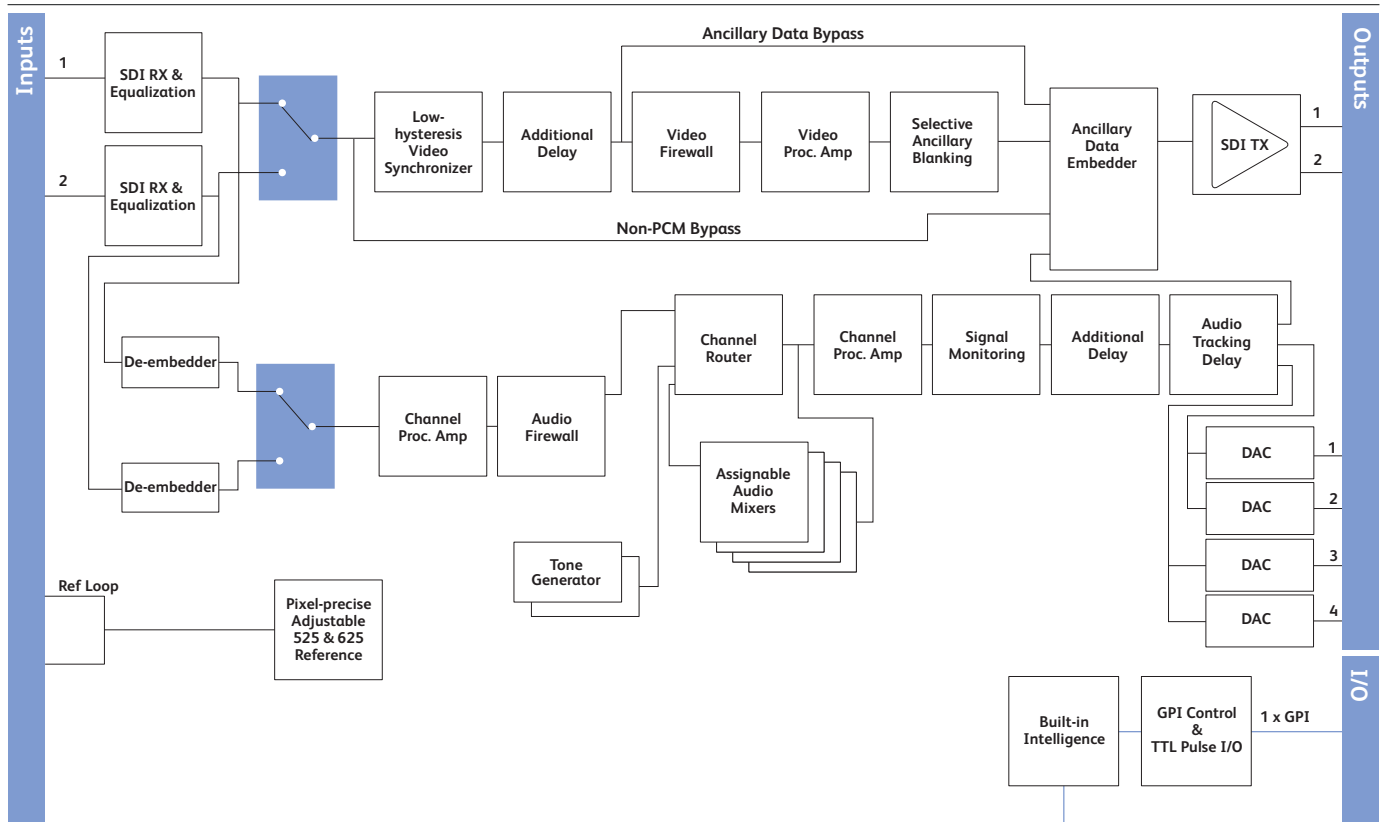 Inputs
Outputs
I/O
1
SDI RX &
Equalization
2
SDI RX &
Equalization
Ancillary Data Bypass
Low-
hysteresis
Video
Synchronizer
Additional
Delay
Video
Firewall
Video
Proc. Amp
Selective
Ancillary
Blanking
Ancillary
Data
Embedder
SDI TX
1
2
Non-PCM Bypass
De-embedder
De-embedder
Channel
Proc. Amp
Audio
Firewall
Channel
Router
Channel
Proc. Amp
Signal
Monitoring
Additional
Delay
Audio
Tracking
Delay
Assignable
Audio
Mixers
Tone
Generator
DAC
1
DAC
2
DAC
3
DAC
4
Ref Loop
Pixel-precise
Adjustable
525 & 625
Reference
Built-in
Intelligence
GPI Control
&
TTL Pulse I/O
1 x GPI